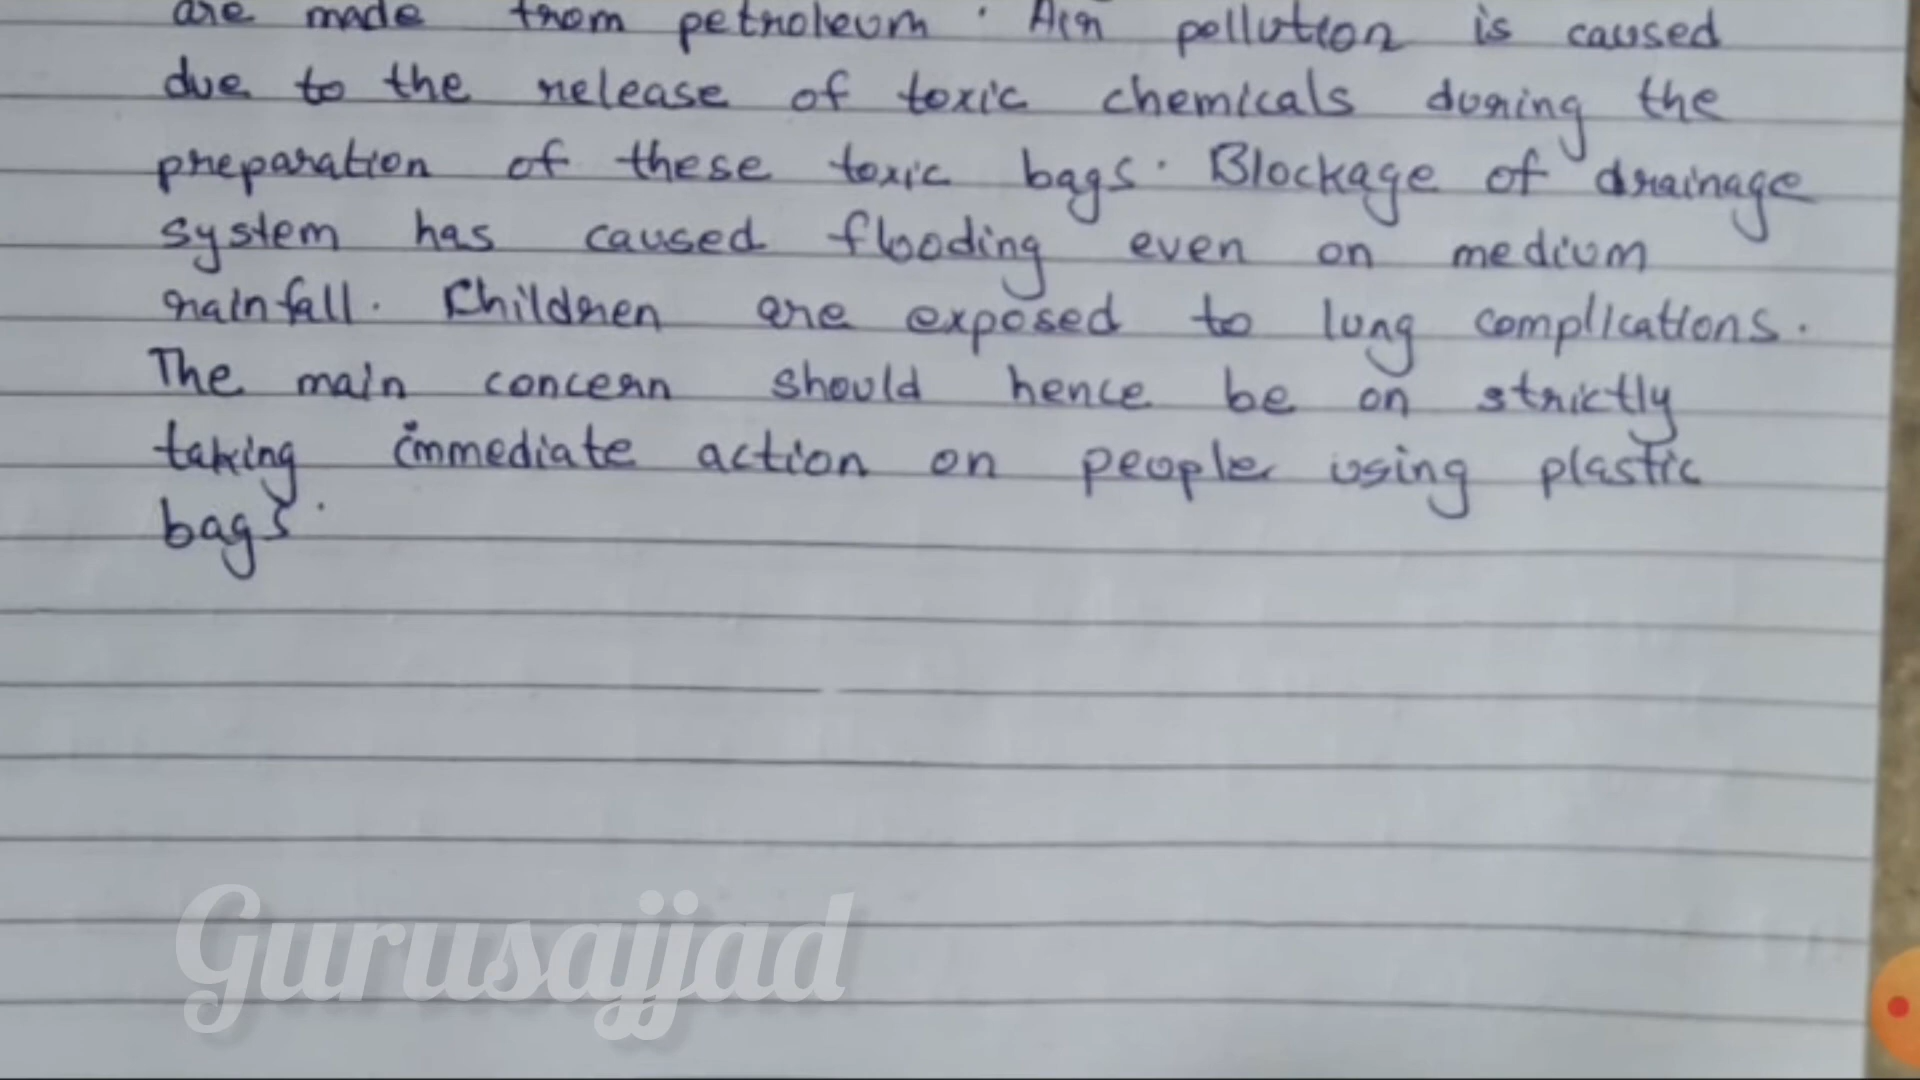 are made from petroleum. Air pollution is caused
due to the release of toxic chemicals during the
preparation of these toxic bags. Blockage of drainage
system has caused flooding even on medium
rainfall. Children are exposed to lung complications.
The main concern should hence be on strictly
taking immediate action on people using plastic
bags.
Gurusajjad